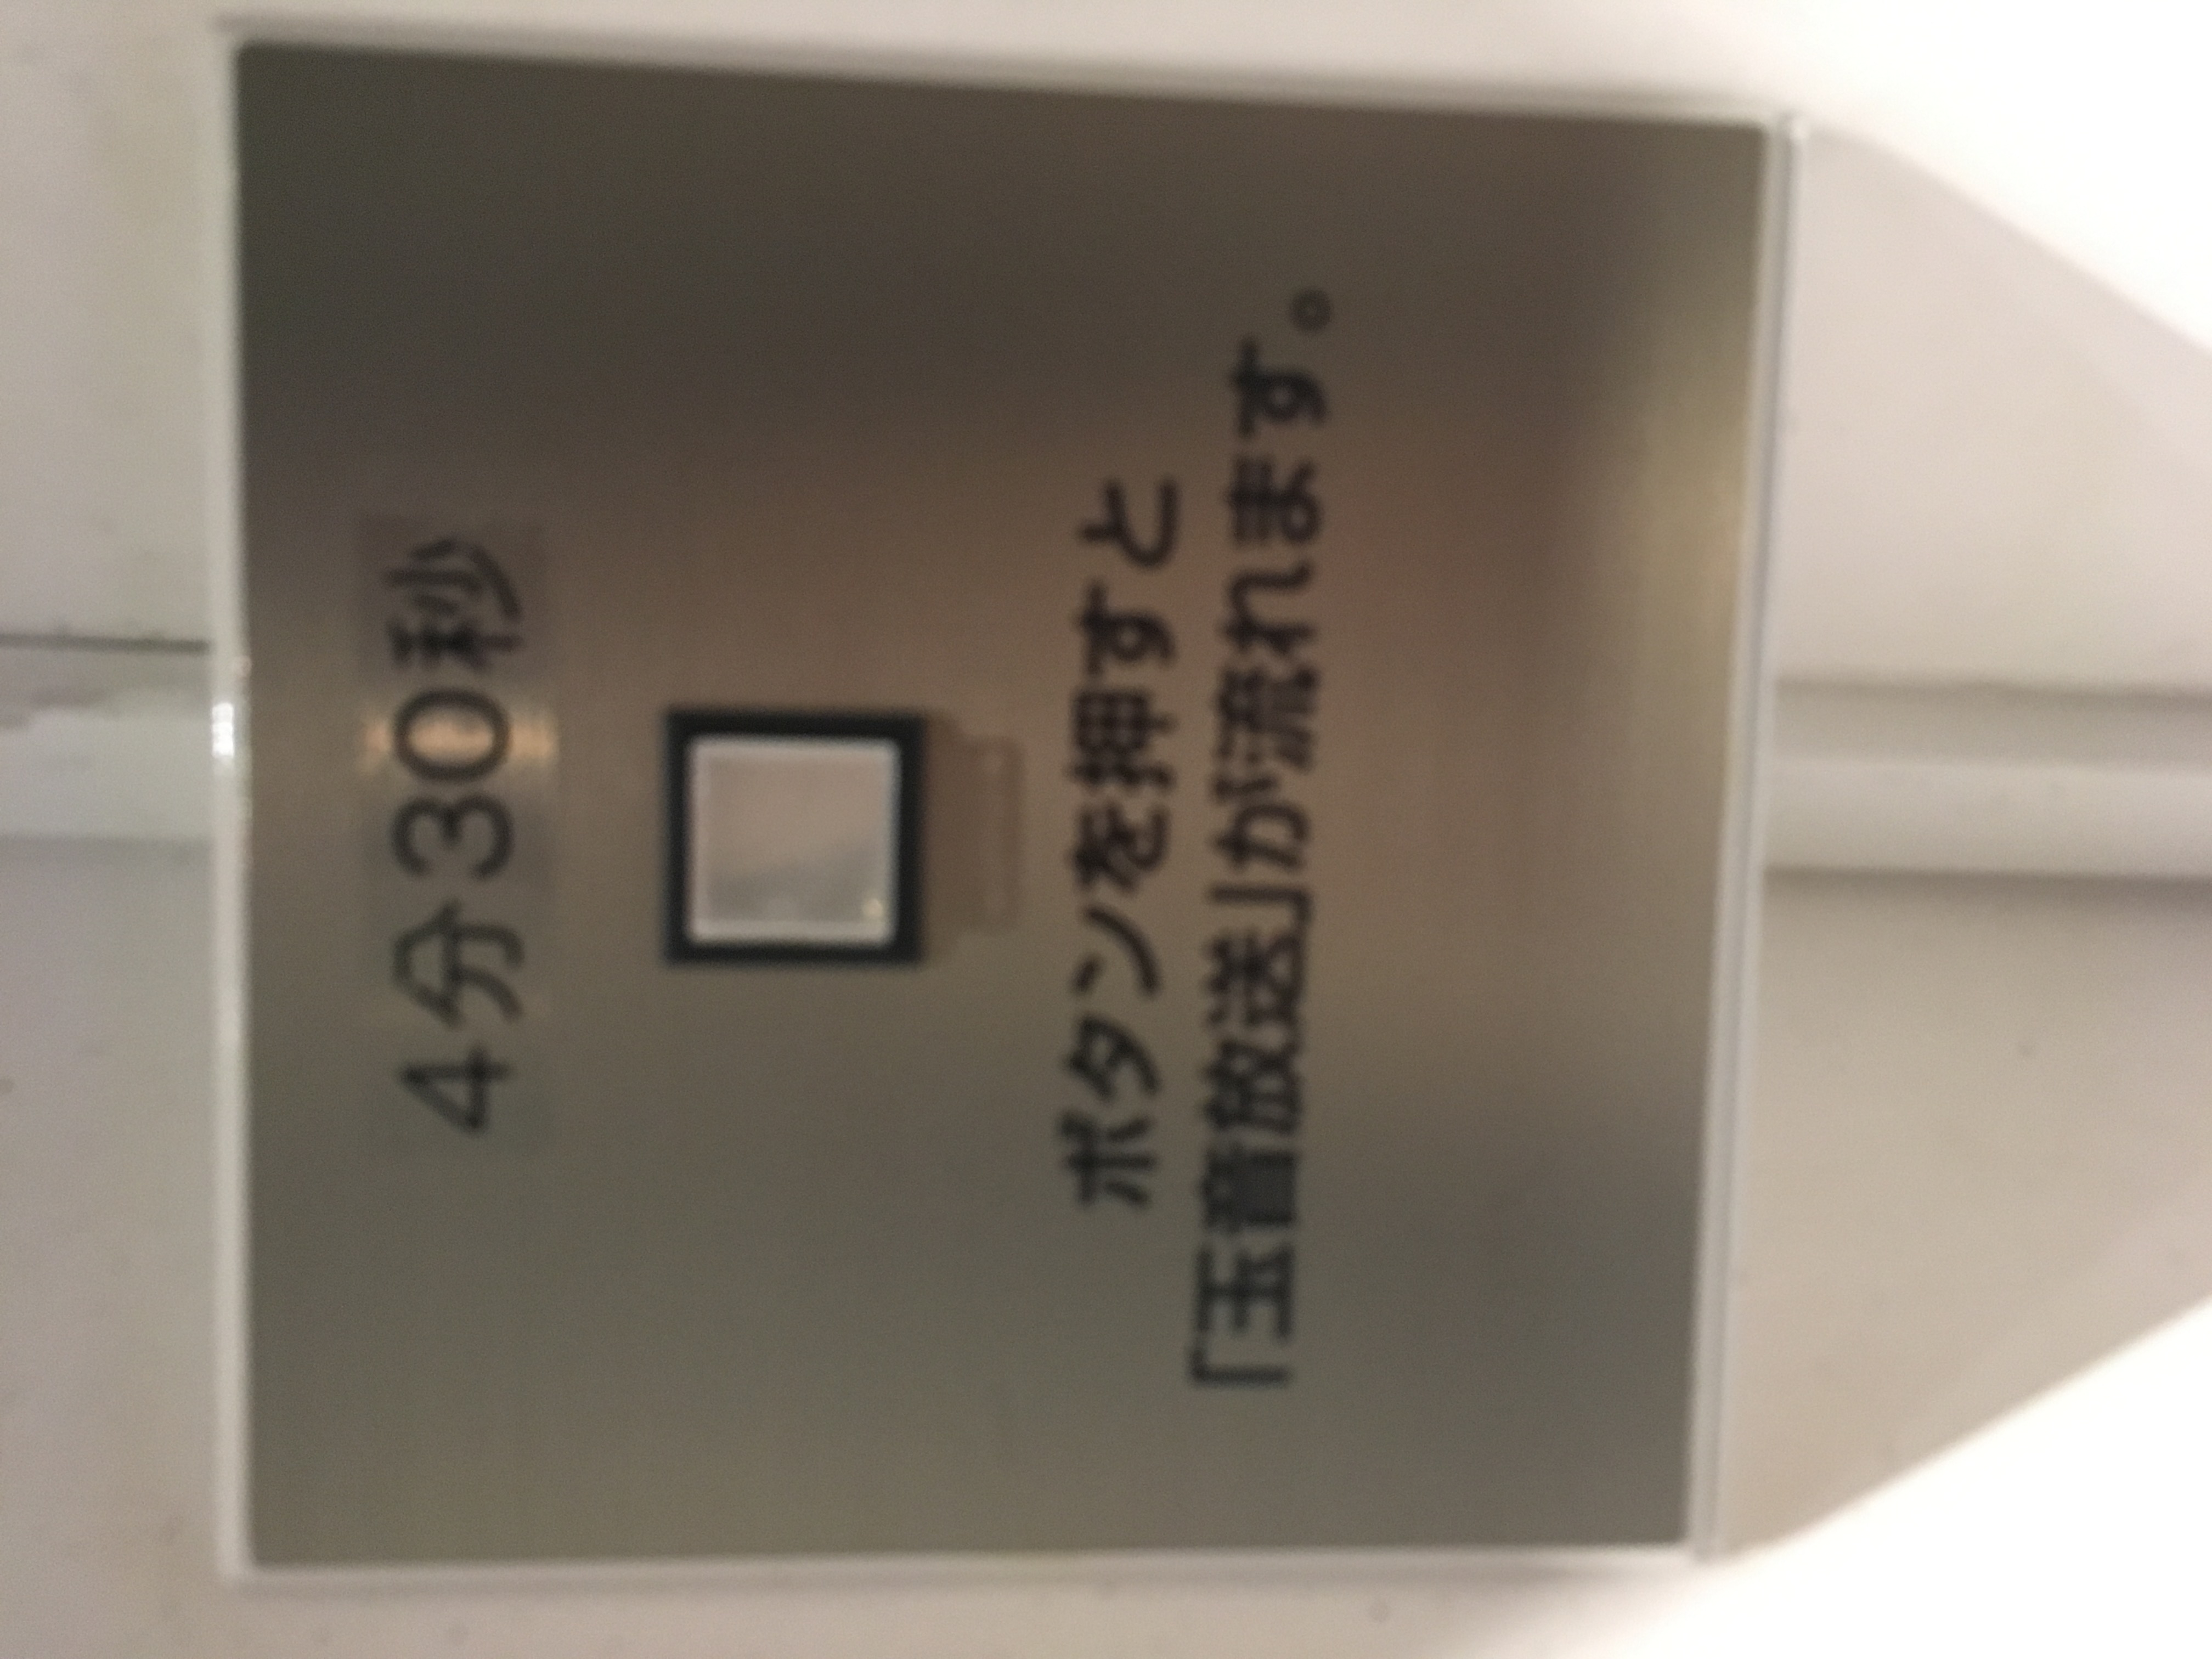 4分30秒
ボタンを押すと
「玉音放送」が流れます。